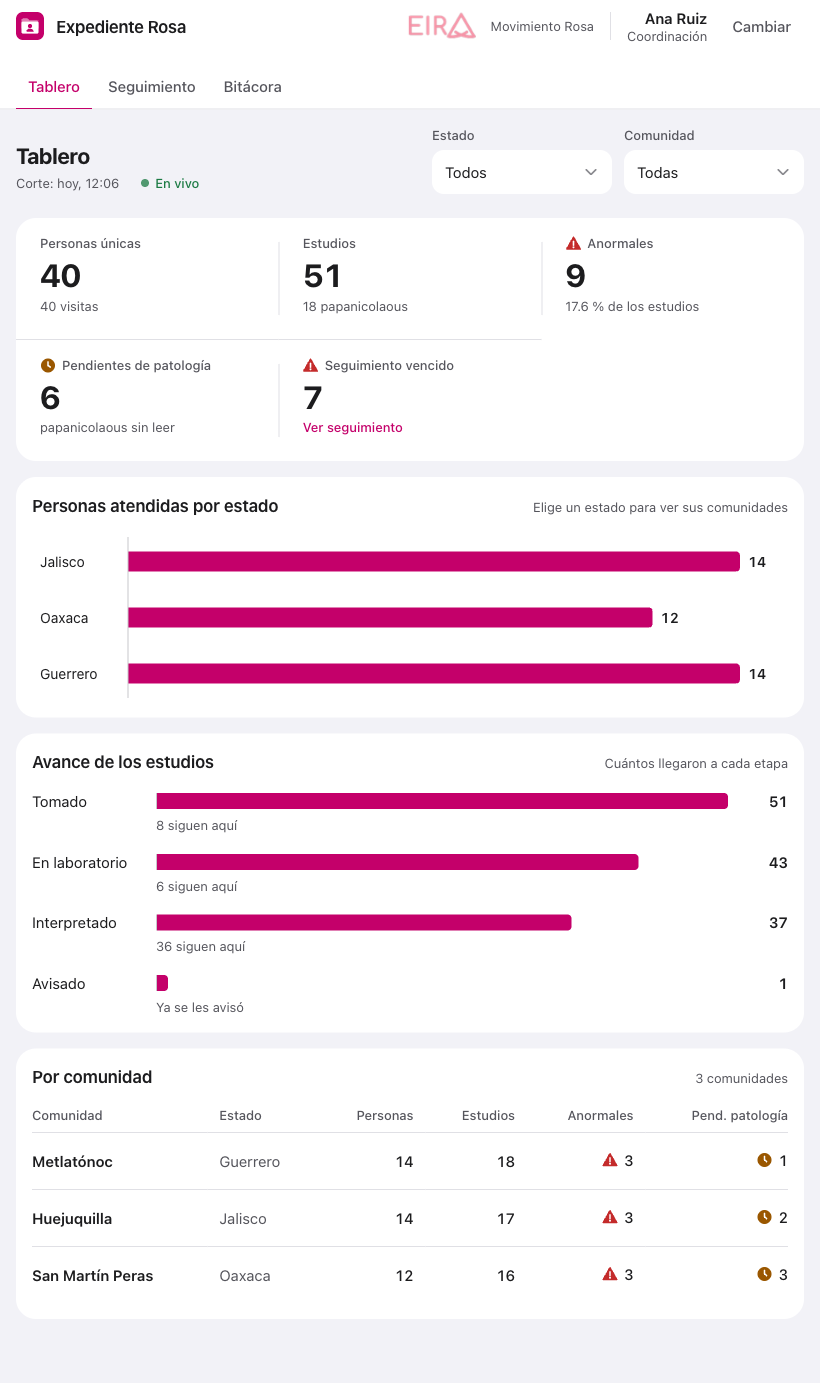 Expediente Rosa
EIRA
Movimiento Rosa
Ana Ruiz
Coordinación
Cambiar
Tablero
Seguimiento
Bitácora
Tablero
Corte: hoy, 12:06
En vivo
Estado
Todos
Comunidad
Todas
Personas únicas
40
40 visitas
Estudios
51
18 papanicolaous
Anormales
9
17.6 % de los estudios
Pendientes de patología
6
papanicolaous sin leer
Seguimiento vencido
7
Ver seguimiento
Personas atendidas por estado
Elige un estado para ver sus comunidades
Jalisco 14
Oaxaca 12
Guerrero 14
Avance de los estudios
Cuántos llegaron a cada etapa
Tomado 51
8 siguen aquí
En laboratorio 43
6 siguen aquí
Interpretado 37
36 siguen aquí
Avisado 1
Ya se les avisó
Por comunidad
3 comunidades
Comunidad Estado Personas Estudios Anormales Pend. patología
Metlatónoc Guerrero 14 18 3 1
Huejuquilla Jalisco 14 17 3 2
San Martín Peras Oaxaca 12 16 3 3